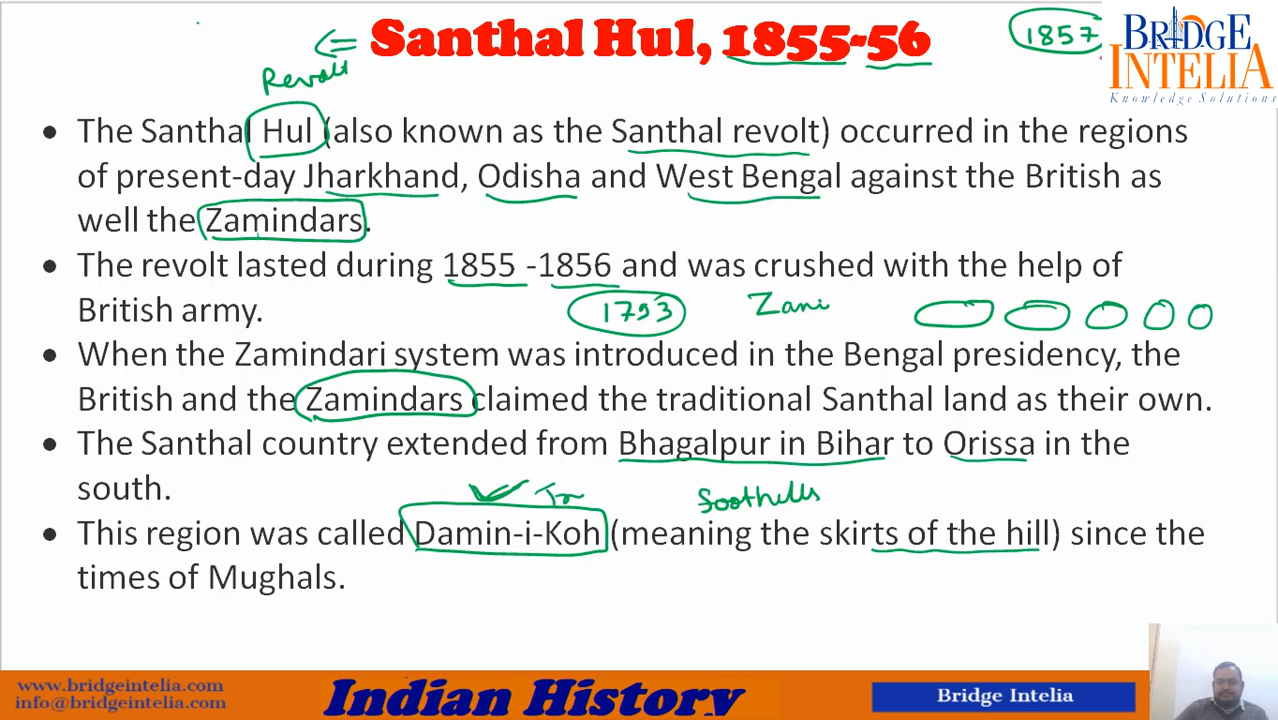 Santhal Hul, 1855-56
1857
BRIDGE
INTELIA
Knowledge Solutions
Revolt
• The Santhal Hul (also known as the Santhal revolt) occurred in the regions
of present-day Jharkhand, Odisha and West Bengal against the British as
well the Zamindars.
• The revolt lasted during 1855 -1856 and was crushed with the help of
British army.
1793 Zami
• When the Zamindari system was introduced in the Bengal presidency, the
British and the Zamindars claimed the traditional Santhal land as their own.
• The Santhal country extended from Bhagalpur in Bihar to Orissa in the
south.
foothills
• This region was called Damin-i-Koh (meaning the skirts of the hill) since the
times of Mughals.
www.bridgeintelia.com
info@bridgeintelia.com
Indian History
Bridge Intelia